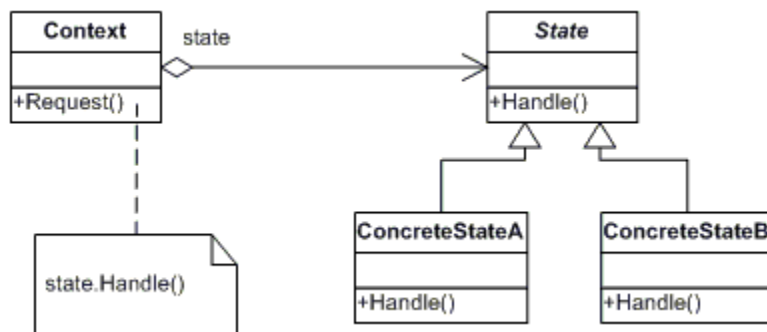 Context
state
State
+Request()
+Handle()
state.Handle()
ConcreteStateA
ConcreteStateB
+Handle()
+Handle()